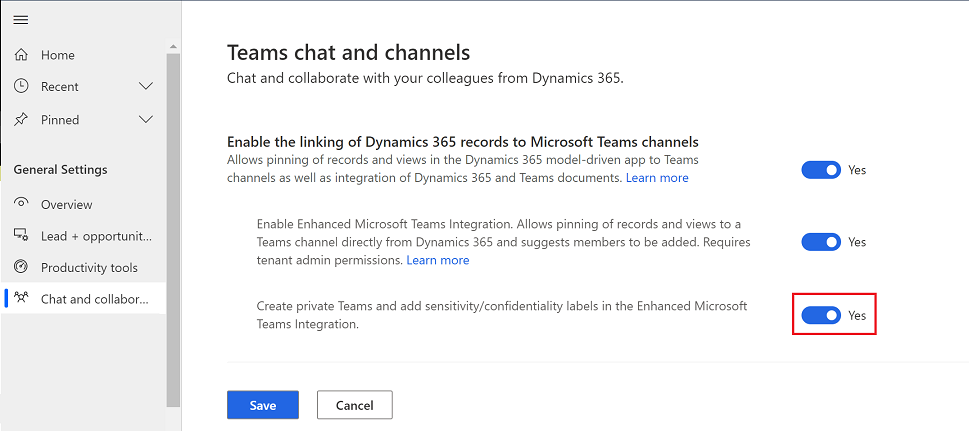 Home
Recent
Pinned
General Settings
Overview
Lead + opportunit...
Productivity tools
Chat and collabor...
Teams chat and channels
Chat and collaborate with your colleagues from Dynamics 365.
Enable the linking of Dynamics 365 records to Microsoft Teams channels
Allows pinning of records and views in the Dynamics 365 model-driven app to Teams
channels as well as integration of Dynamics 365 and Teams documents. Learn more
Yes
Enable Enhanced Microsoft Teams Integration. Allows pinning of records and views to a
Teams channel directly from Dynamics 365 and suggests members to be added. Requires
tenant admin permissions. Learn more
Yes
Create private Teams and add sensitivity/confidentiality labels in the Enhanced Microsoft
Teams Integration.
Yes
Save
Cancel